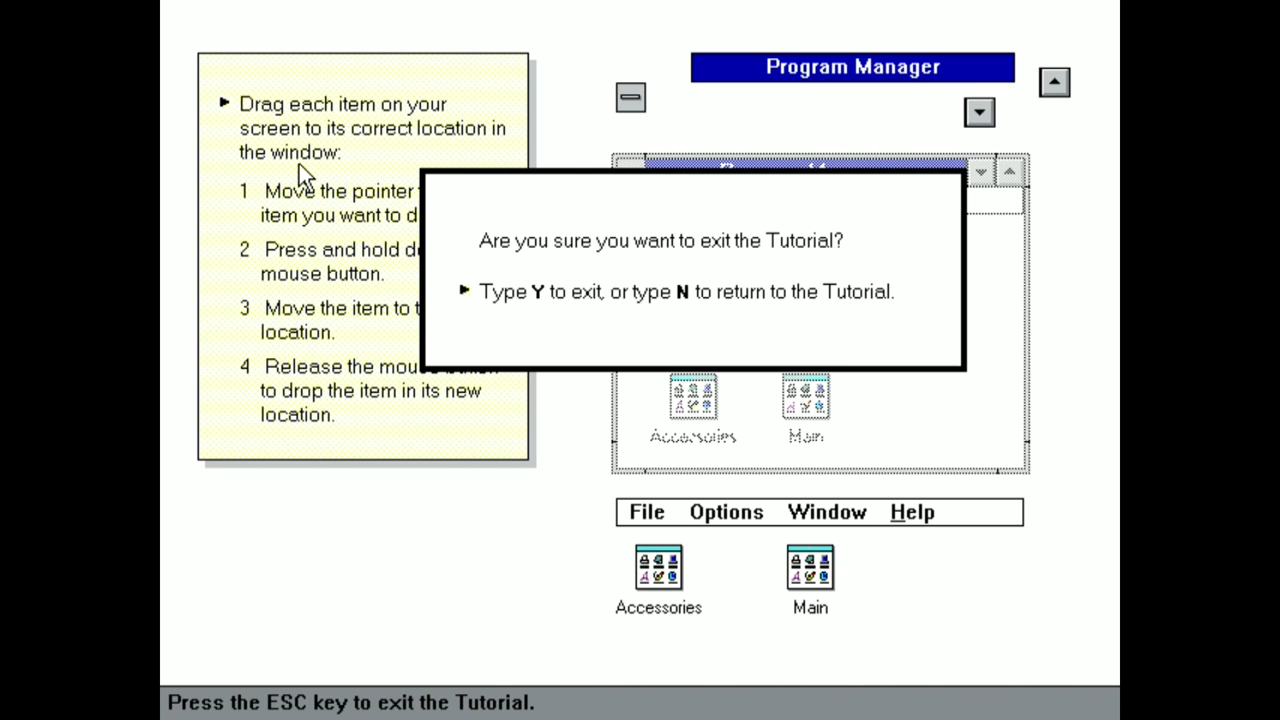 Program Manager
Drag each item on your
screen to its correct location in
the window:
1 Move the pointer
item you want to d
2 Press and hold do
mouse button.
3 Move the item to t
location.
4 Release the mouse button
to drop the item in its new
location.
Are you sure you want to exit the Tutorial?
Type Y to exit, or type N to return to the Tutorial.
Accessories Main
File Options Window Help
Accessories Main
Press the ESC key to exit the Tutorial.